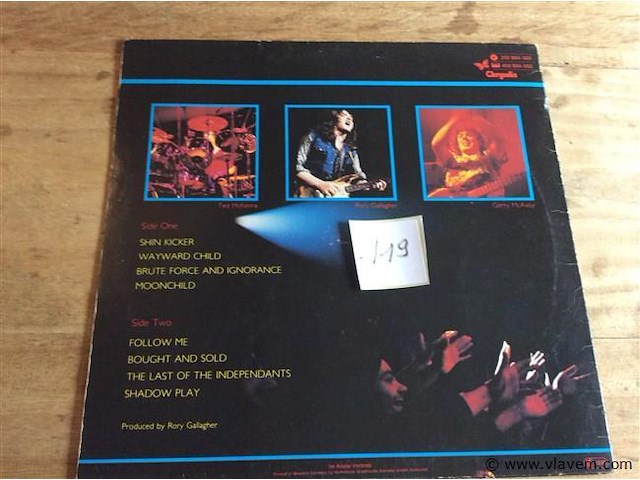 Chrysalis
Ted McKenna
Rory Gallagher
Gerry McAvoy
Side One
SHIN KICKER
WAYWARD CHILD
BRUTE FORCE AND IGNORANCE
MOONCHILD
119
Side Two
FOLLOW ME
BOUGHT AND SOLD
THE LAST OF THE INDEPENDANTS
SHADOW PLAY
Produced by Rory Gallagher
© www.vlavem.com